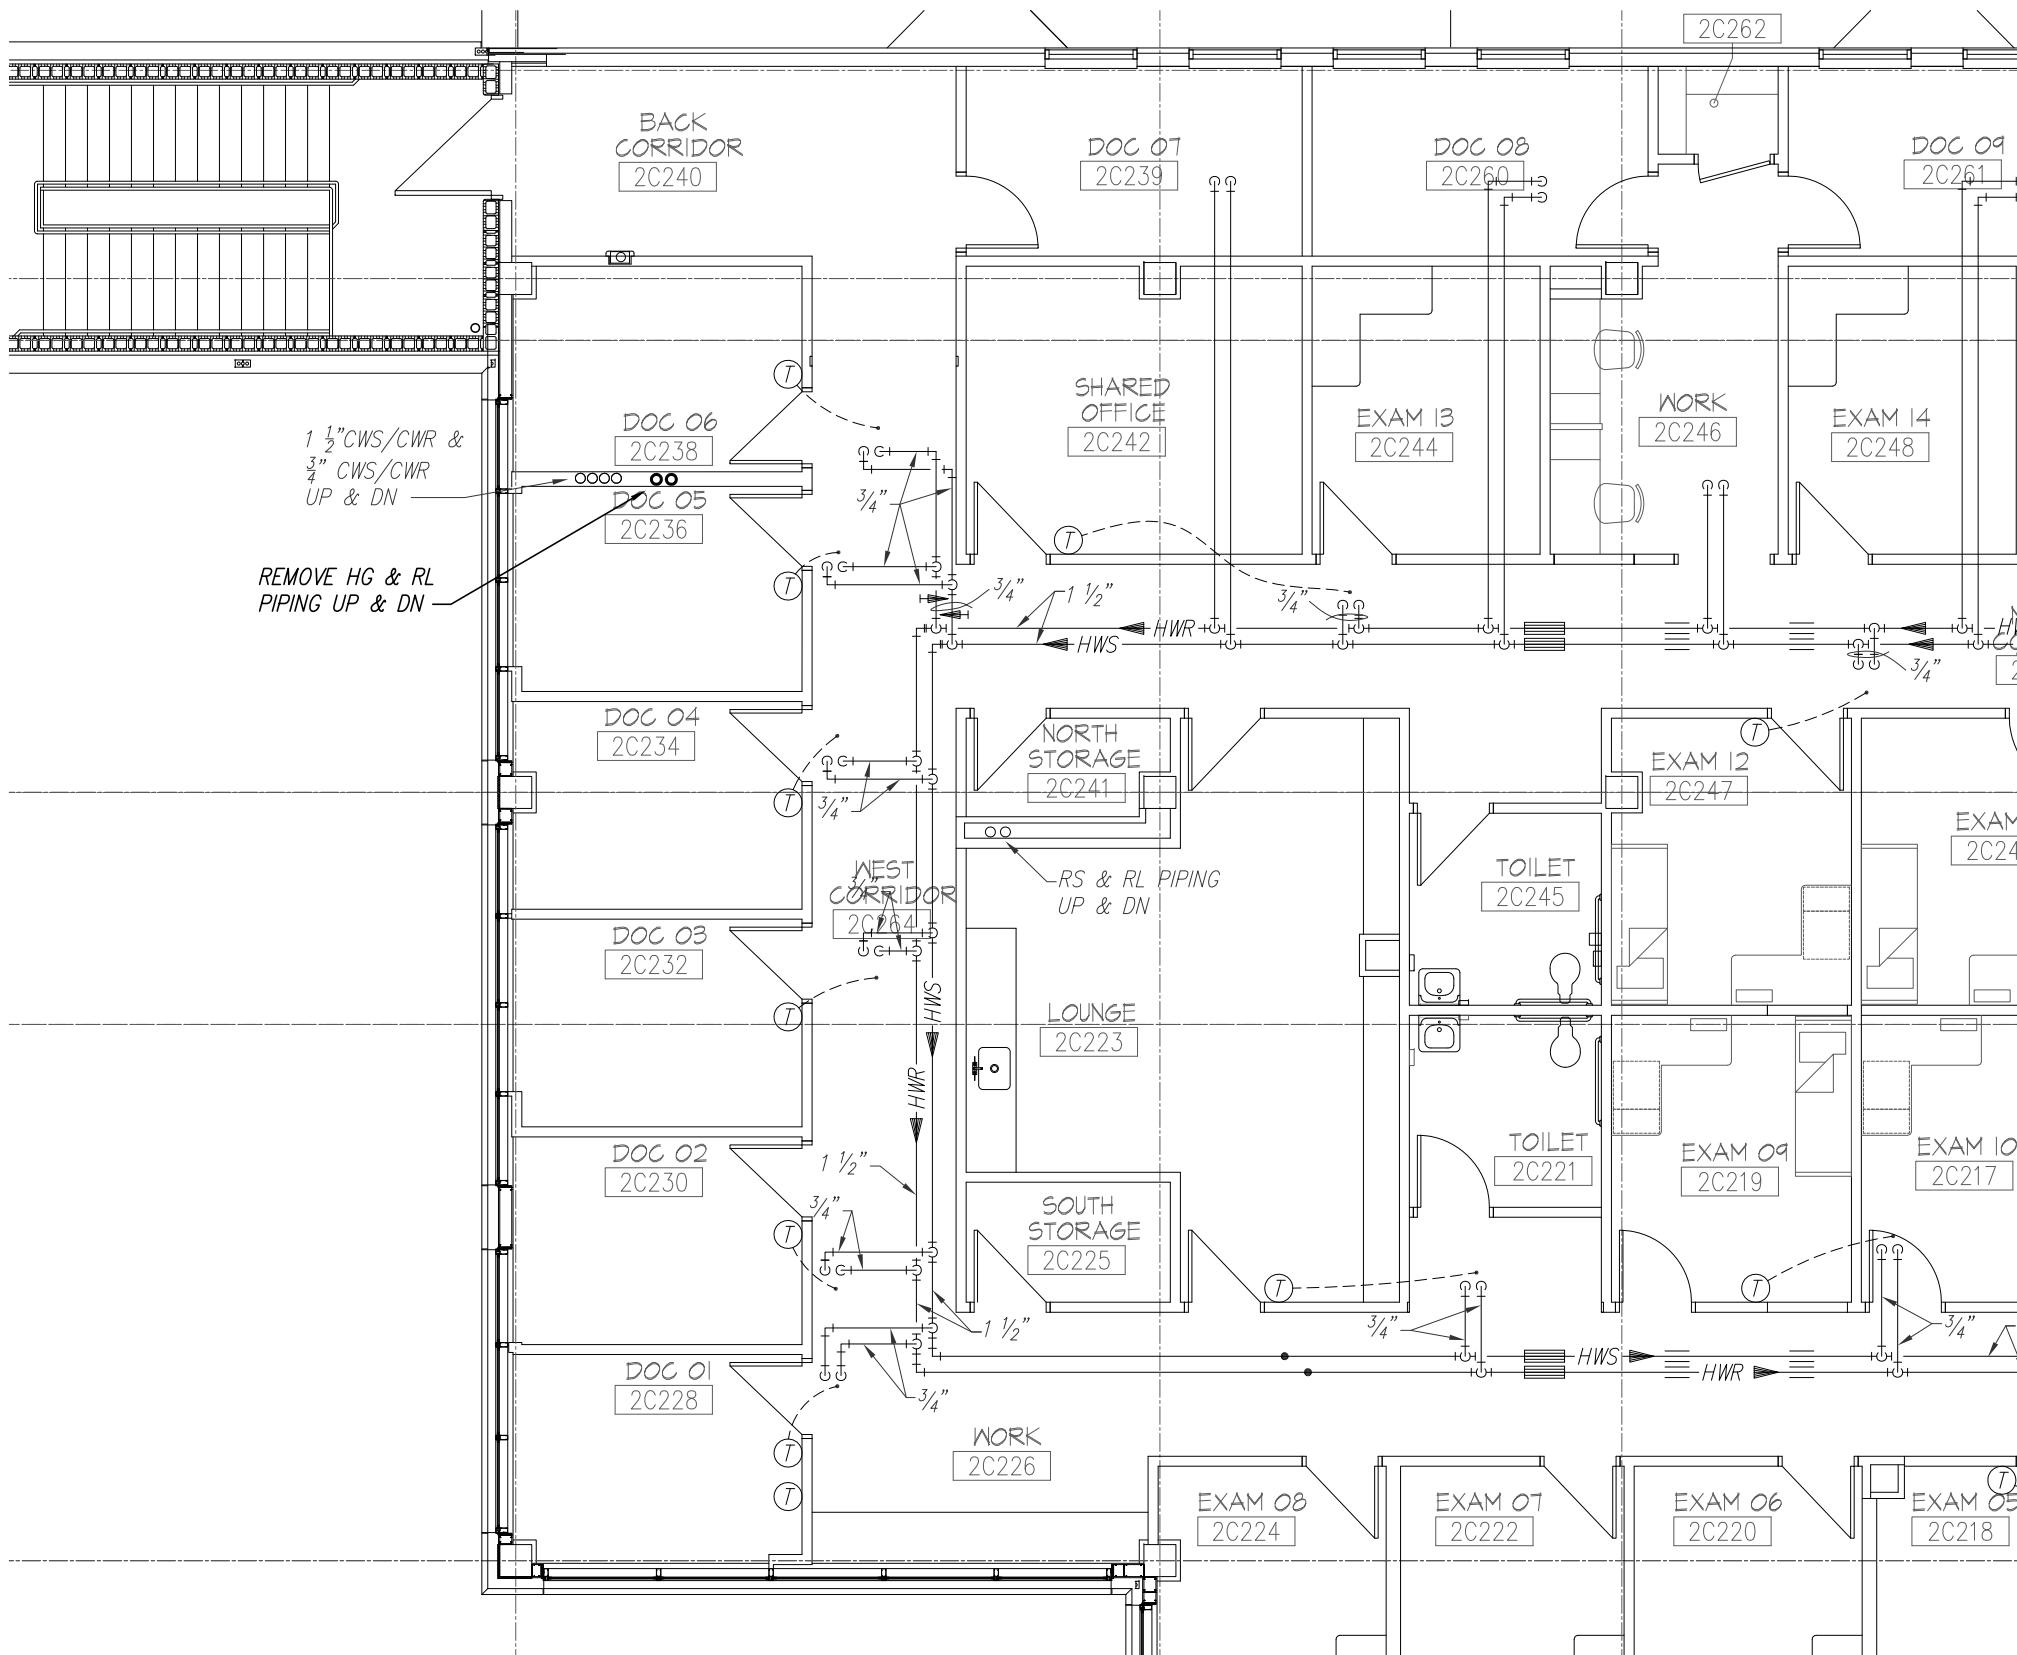 2C262
BACK
CORRIDOR
2C240
DOC 07
2C239
DOC 08
2C260
DOC 09
2C261
T
DOC 06
2C238
SHARED
OFFICE
2C242
EXAM 13
2C244
WORK
2C246
EXAM 14
2C248
1 1/2"CWS/CWR &
3/4" CWS/CWR
UP & DN
DOC 05
2C236
3/4"
T
REMOVE HG & RL
PIPING UP & DN
T
3/4"
1 1/2"
3/4"
HWR
HWS
3/4"
DOC 04
2C234
T
3/4"
NORTH
STORAGE
2C241
T
EXAM 12
2C247
EXAM
WEST
CORRIDOR
2C264
3/4"
RS & RL PIPING
UP & DN
TOILET
2C245
DOC 03
2C232
T
HWS
LOUNGE
2C223
HWR
DOC 02
2C230
1 1/2"
3/4"
T
TOILET
2C221
EXAM 09
2C219
EXAM 10
2C217
SOUTH
STORAGE
2C225
T
T
1 1/2"
3/4"
3/4"
HWS
HWR
DOC 01
2C228
3/4"
T
T
WORK
2C226
EXAM 08
2C224
EXAM 07
2C222
EXAM 06
2C220
EXAM 05
2C218
T